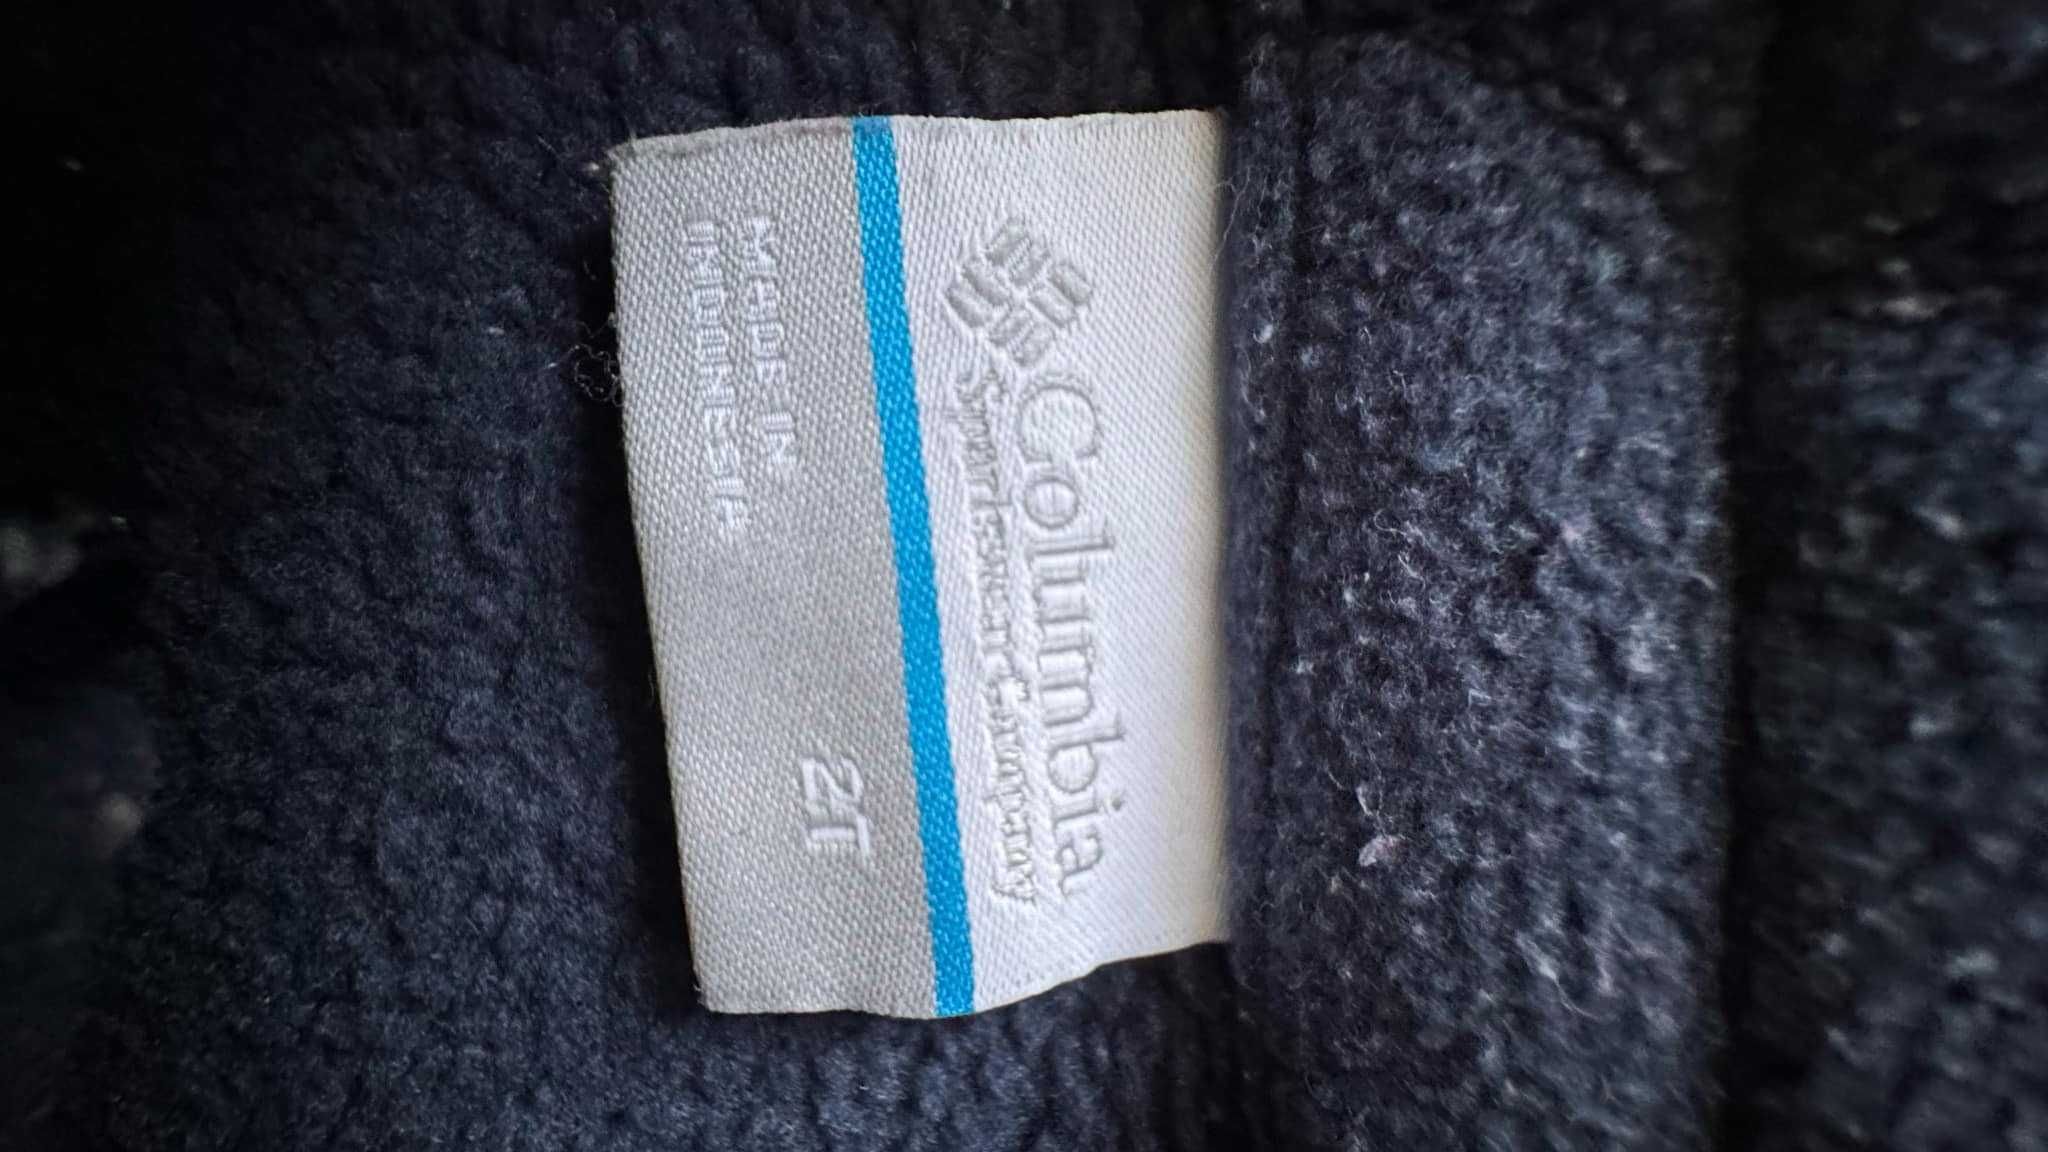 Columbia
Sportswear Company
MADE IN
INDONESIA
2T